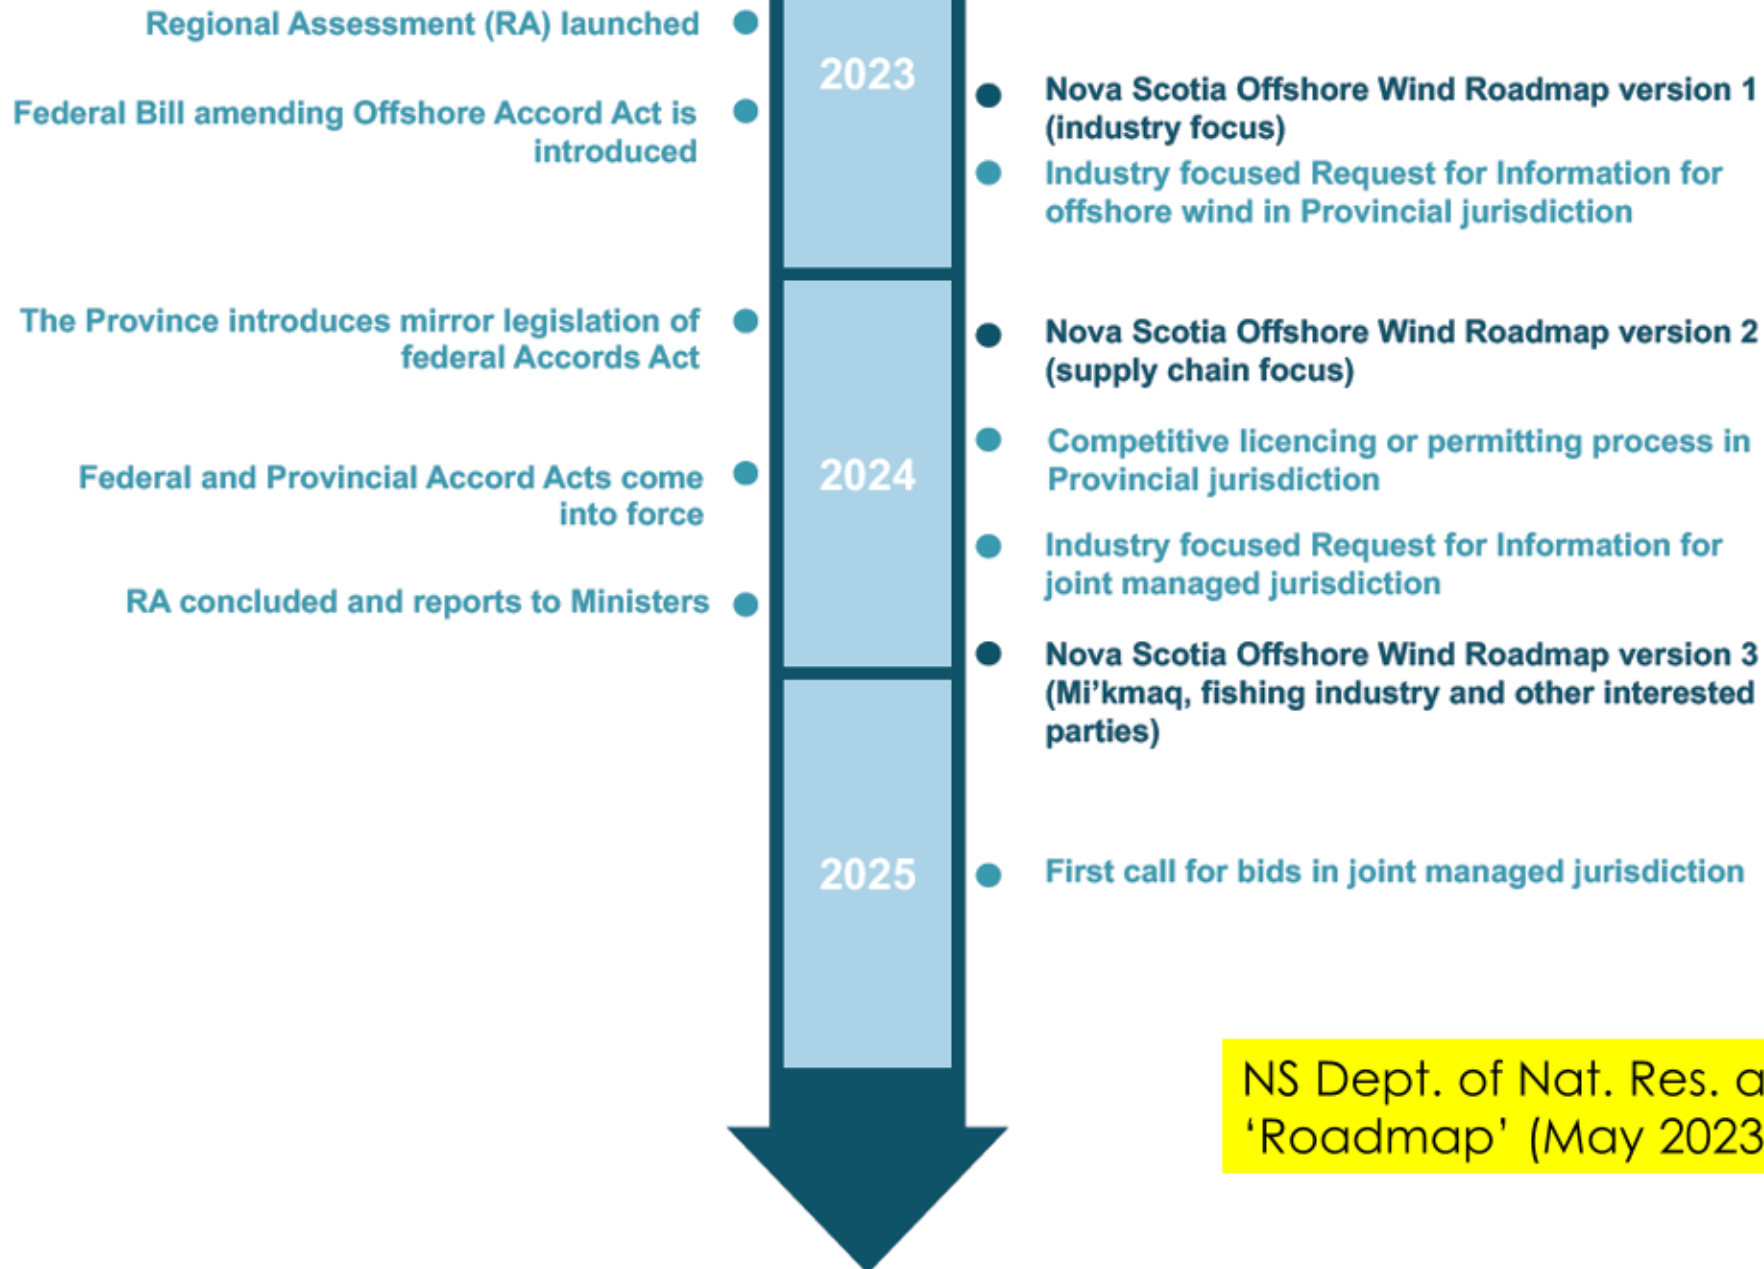 Regional Assessment (RA) launched
2023
Federal Bill amending Offshore Accord Act is
introduced
Nova Scotia Offshore Wind Roadmap version 1
(industry focus)
Industry focused Request for Information for
offshore wind in Provincial jurisdiction
The Province introduces mirror legislation of
federal Accords Act
Nova Scotia Offshore Wind Roadmap version 2
(supply chain focus)
2024
Federal and Provincial Accord Acts come
into force
Competitive licencing or permitting process in
Provincial jurisdiction
Industry focused Request for Information for
joint managed jurisdiction
RA concluded and reports to Ministers
Nova Scotia Offshore Wind Roadmap version 3
(Mi'kmaq, fishing industry and other interested
parties)
2025
First call for bids in joint managed jurisdiction
NS Dept. of Nat. Res. a
‘Roadmap’ (May 2023